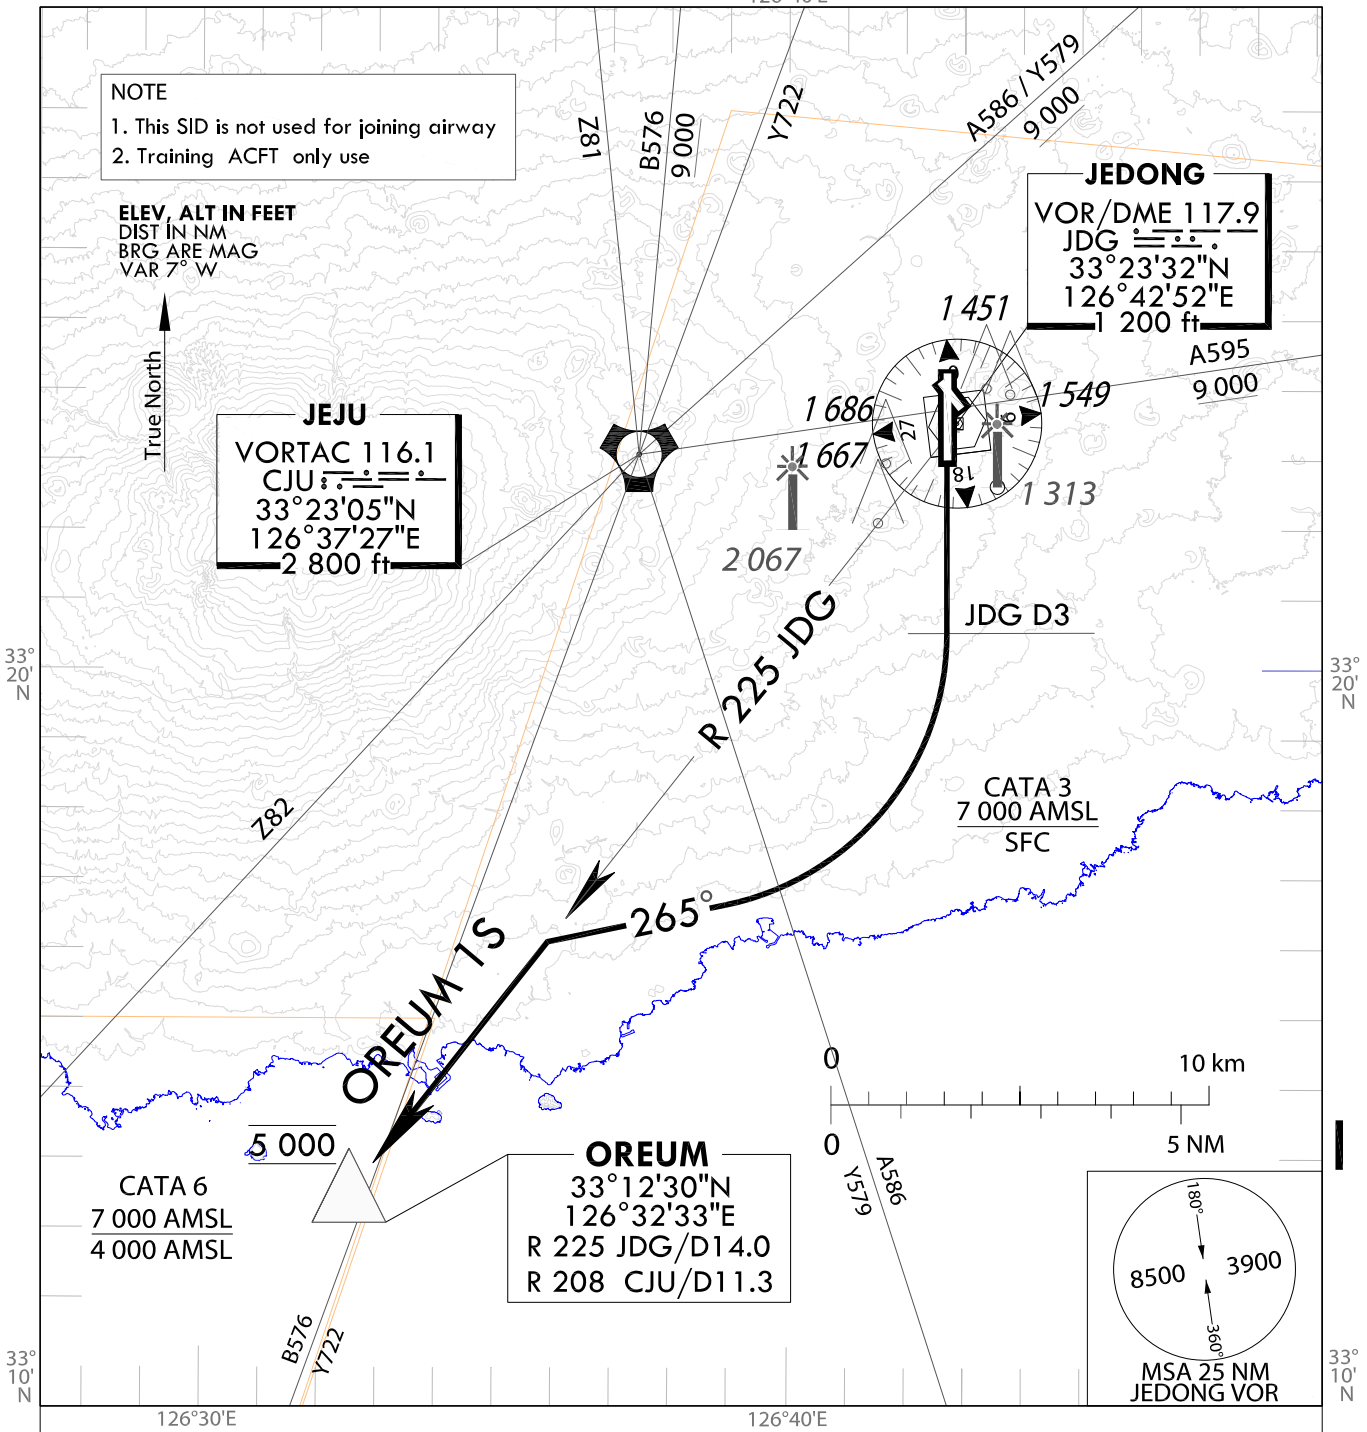 NOTE
1. This SID is not used for joining airway
2. Training ACFT only use
ELEV, ALT IN FEET
DIST IN NM
BRG ARE MAG
VAR 7° W
True North
Z81
B576
9 000
Y722
A586 / Y579
9 000
JEDONG
VOR/DME 117.9
JDG
33°23'32"N
126°42'52"E
1 200 ft
A595
9 000
JEJU
VORTAC 116.1
CJU
33°23'05"N
126°37'27"E
2 800 ft
1 451
1 549
1 686
1 667
1 313
2 067
27
18
9
R 225 JDG
JDG D3
33°
20'
N
33°
20'
N
Z82
CATA 3
7 000 AMSL
SFC
265°
OREUM 1S
5 000
CATA 6
7 000 AMSL
4 000 AMSL
OREUM
33°12'30"N
126°32'33"E
R 225 JDG/D14.0
R 208 CJU/D11.3
0
10 km
0
5 NM
Y579
A586
B576
Y722
180°
8500
3900
360°
MSA 25 NM
JEDONG VOR
33°
10'
N
33°
10'
N
126°30'E
126°40'E